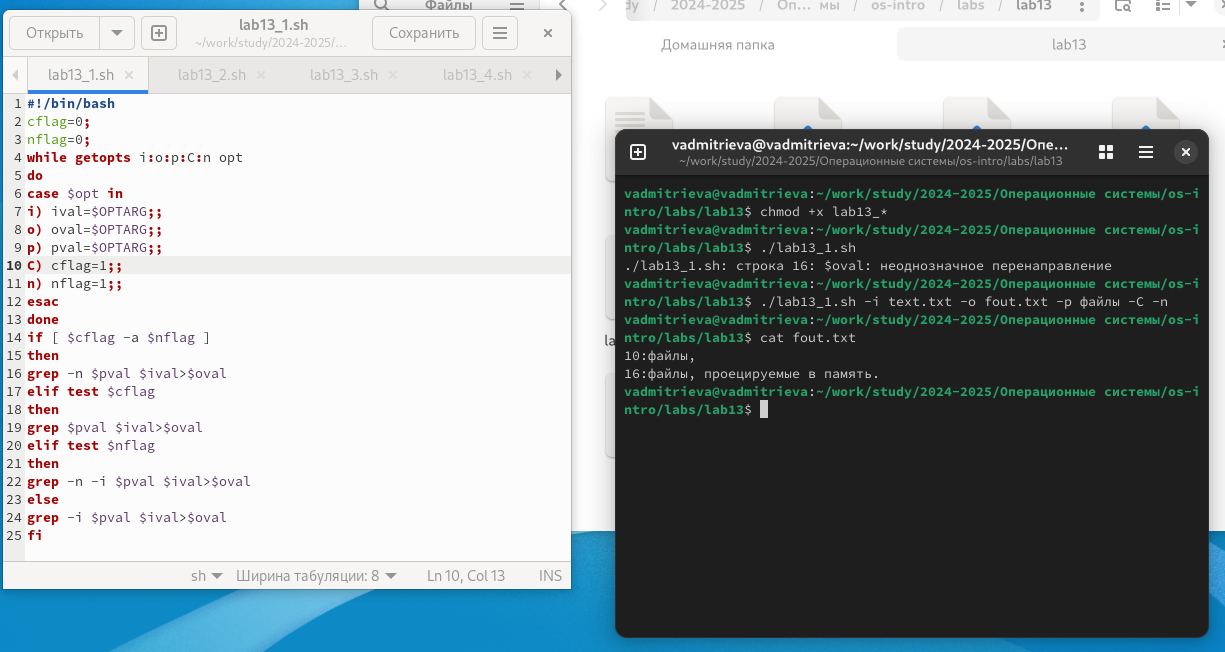 Файлы
2024-2025 / Оп… мы / os-intro / labs / lab13
Домашняя папка
lab13
Открыть
lab13_1.sh
~/work/study/2024-2025/…
Сохранить
lab13_1.sh
lab13_2.sh
lab13_3.sh
lab13_4.sh
1 #!/bin/bash
2 cflag=0;
3 nflag=0;
4 while getopts i:o:p:C:n opt
5 do
6 case $opt in
7 i) ival=$OPTARG;;
8 o) oval=$OPTARG;;
9 p) pval=$OPTARG;;
10 C) cflag=1;;
11 n) nflag=1;;
12 esac
13 done
14 if [ $cflag -a $nflag ]
15 then
16 grep -n $pval $ival>$oval
17 elif test $cflag
18 then
19 grep $pval $ival>$oval
20 elif test $nflag
21 then
22 grep -n -i $pval $ival>$oval
23 else
24 grep -i $pval $ival>$oval
25 fi
sh
Ширина табуляции: 8
Ln 10, Col 13
INS
vadmitrieva@vadmitrieva:~/work/study/2024-2025/Опе…
~/work/study/2024-2025/Операционные системы/os-intro/labs/lab13
vadmitrieva@vadmitrieva:~/work/study/2024-2025/Операционные системы/os-i
ntro/labs/lab13$ chmod +x lab13_*
vadmitrieva@vadmitrieva:~/work/study/2024-2025/Операционные системы/os-i
ntro/labs/lab13$ ./lab13_1.sh
./lab13_1.sh: строка 16: $oval: неоднозначное перенаправление
vadmitrieva@vadmitrieva:~/work/study/2024-2025/Операционные системы/os-i
ntro/labs/lab13$ ./lab13_1.sh -i text.txt -o fout.txt -p файлы -C -n
vadmitrieva@vadmitrieva:~/work/study/2024-2025/Операционные системы/os-i
ntro/labs/lab13$ cat fout.txt
10:файлы,
16:файлы, проецируемые в память.
vadmitrieva@vadmitrieva:~/work/study/2024-2025/Операционные системы/os-i
ntro/labs/lab13$